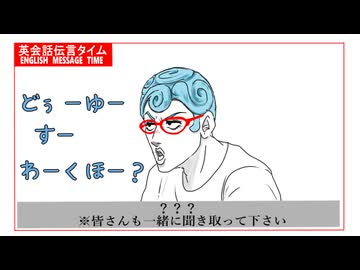 英会話伝言タイム
ENGLISH MESSAGE TIME
どぅーゆー
すー
わーくほー?
???
※皆さんも一緒に聞き取って下さい